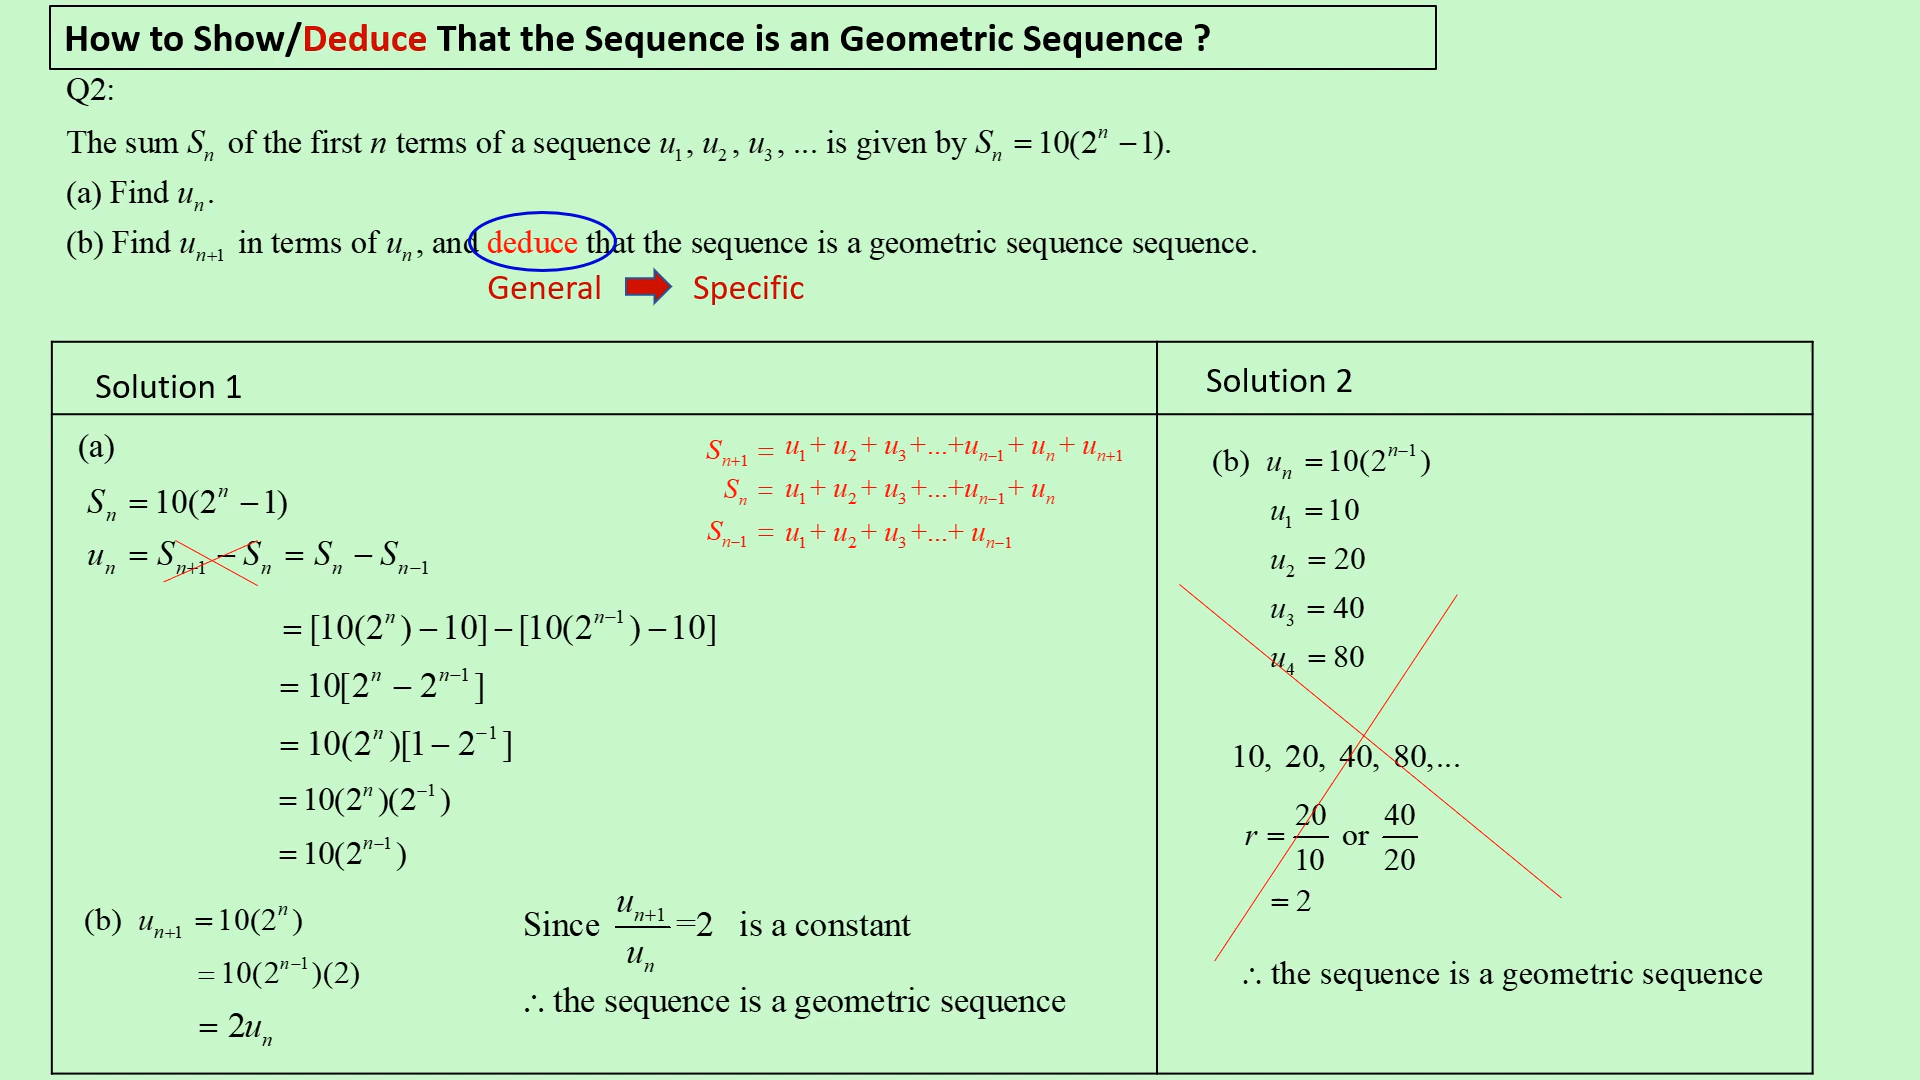 How to Show/Deduce That the Sequence is an Geometric Sequence ?
Q2:
The sum Sₙ of the first n terms of a sequence u₁, u₂, u₃, ... is given by Sₙ = 10(2ⁿ − 1).
(a) Find uₙ.
(b) Find uₙ₊₁ in terms of uₙ, and deduce that the sequence is a geometric sequence sequence.
General Specific
Solution 1
(a)
Sₙ = 10(2ⁿ − 1)
uₙ = Sₙ₊₁ − Sₙ = Sₙ − Sₙ₋₁
= [10(2ⁿ) − 10] − [10(2ⁿ⁻¹) − 10]
= 10[2ⁿ − 2ⁿ⁻¹]
= 10(2ⁿ)[1 − 2⁻¹]
= 10(2ⁿ)(2⁻¹)
= 10(2ⁿ⁻¹)
Sₙ₊₁ = u₁ + u₂ + u₃ + ... + uₙ₋₁ + uₙ + uₙ₊₁
Sₙ = u₁ + u₂ + u₃ + ... + uₙ₋₁ + uₙ
Sₙ₋₁ = u₁ + u₂ + u₃ + ... + uₙ₋₁
(b) uₙ₊₁ = 10(2ⁿ)
= 10(2ⁿ⁻¹)(2)
= 2uₙ
Since uₙ₊₁/uₙ = 2 is a constant
∴ the sequence is a geometric sequence
Solution 2
(b) uₙ = 10(2ⁿ⁻¹)
u₁ = 10
u₂ = 20
u₃ = 40
u₄ = 80
10, 20, 40, 80,...
r = 20/10 or 40/20
= 2
∴ the sequence is a geometric sequence